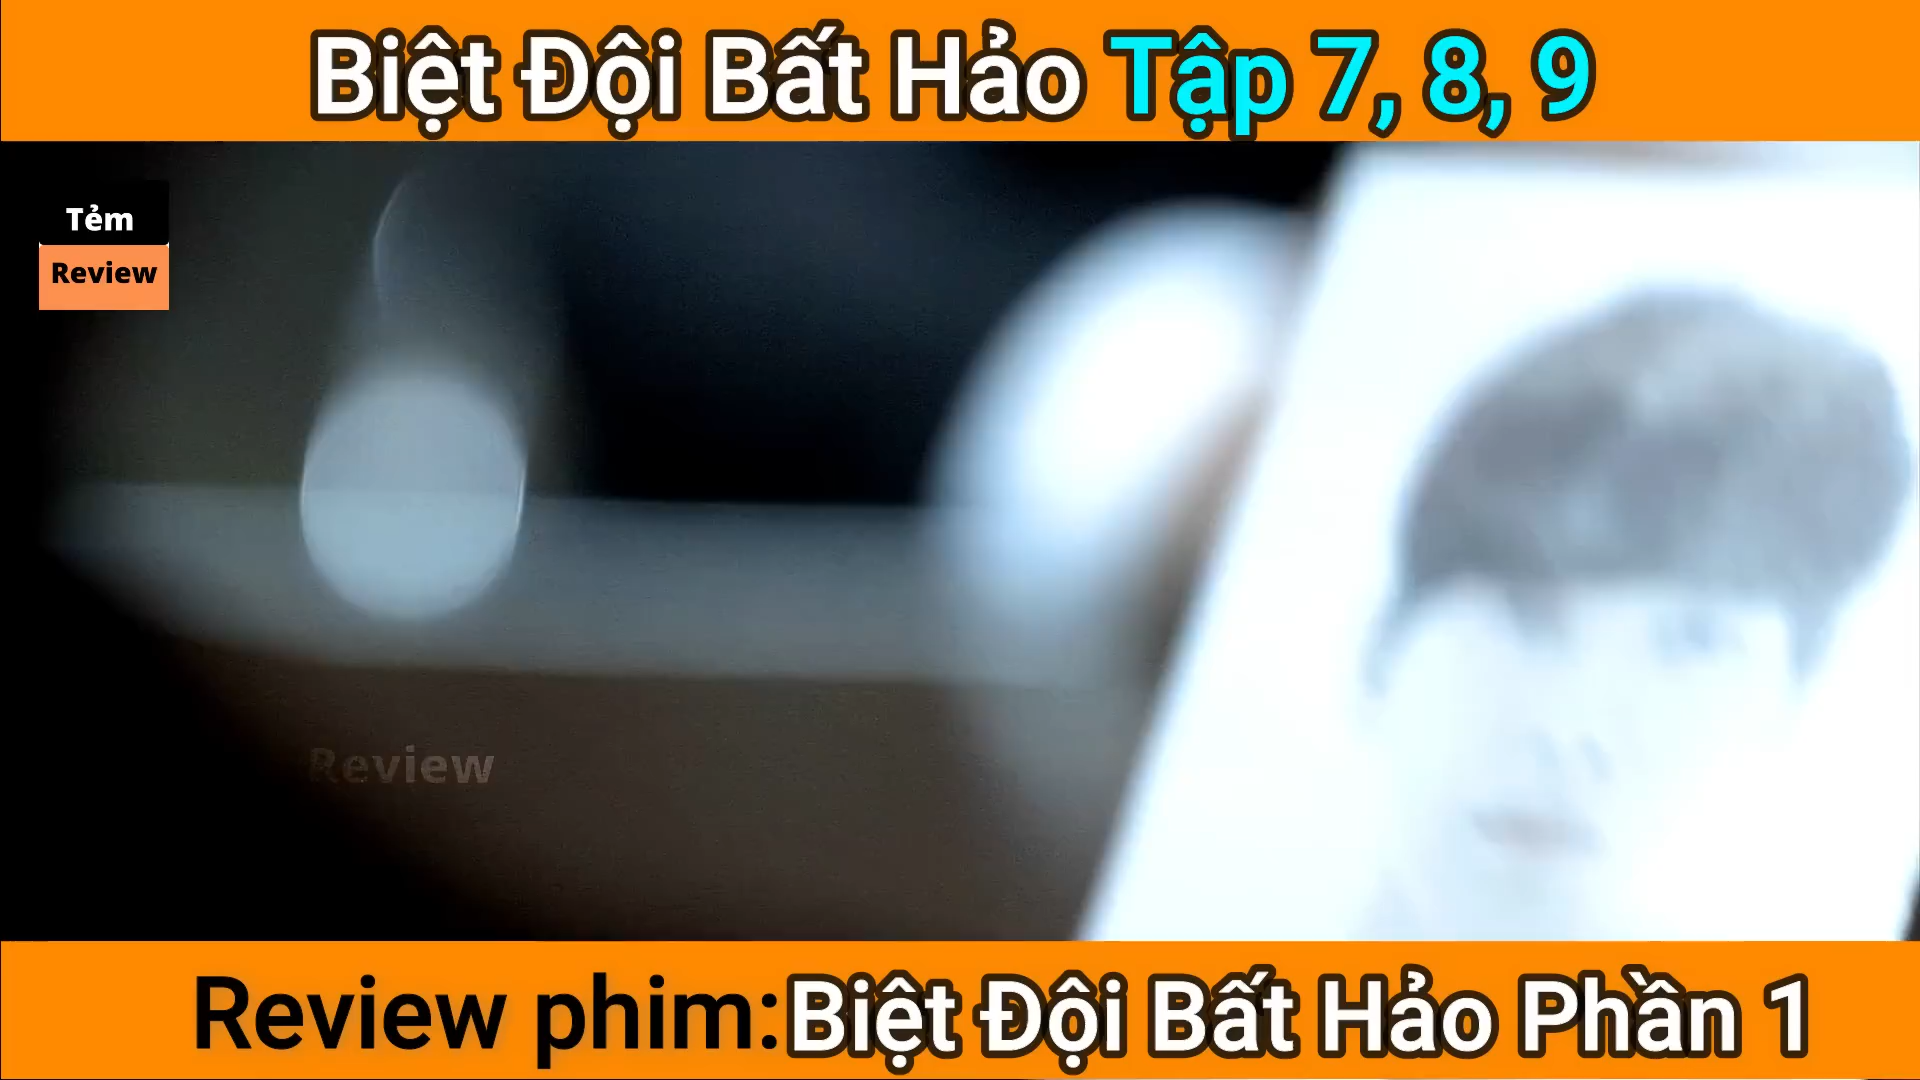 Biệt Đội Bất Hảo Tập 7, 8, 9
Tẻm
Review
Review
Review phim:Biệt Đội Bất Hảo Phần 1